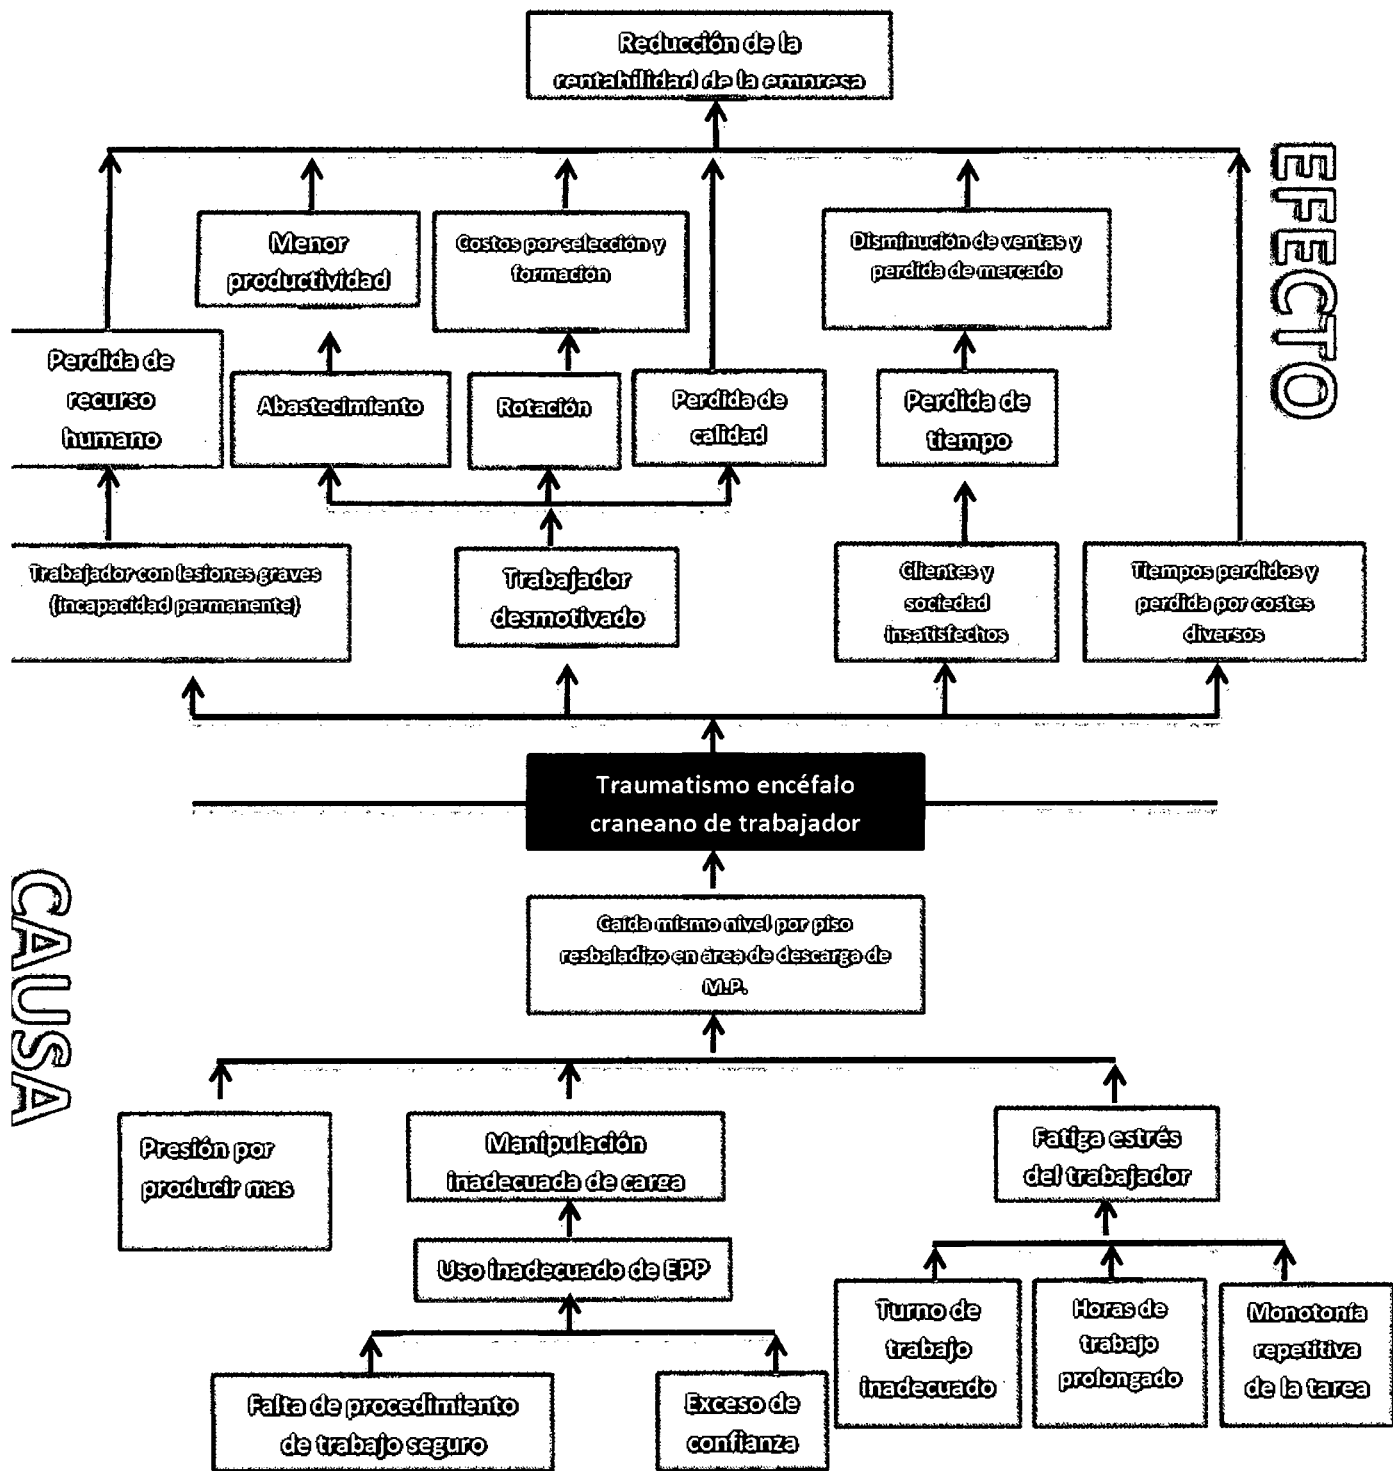 Reducción de la
rentabilidad de la empresa
EFECTO
Menor
productividad
Costos por selección y
formación
Disminución de ventas y
perdida de mercado
Perdida de
recurso
humano
Abastecimiento
Rotación
Perdida de
calidad
Perdida de
tiempo
Trabajador con lesiones graves
(incapacidad permanente)
Trabajador
desmotivado
Clientes y
sociedad
insatisfechos
Tiempos perdidos y
perdida por costes
diversos
Traumatismo encéfalo
craneano de trabajador
CAUSA
Caída mismo nivel por piso
resbaladizo en área de descarga de
M.P.
Presión por
producir mas
Manipulación
inadecuada de carga
Fatiga estrés
del trabajador
Uso inadecuado de EPP
Turno de
trabajo
inadecuado
Horas de
trabajo
prolongado
Monotonía
repetitiva
de la tarea
Falta de procedimiento
de trabajo seguro
Exceso de
confianza